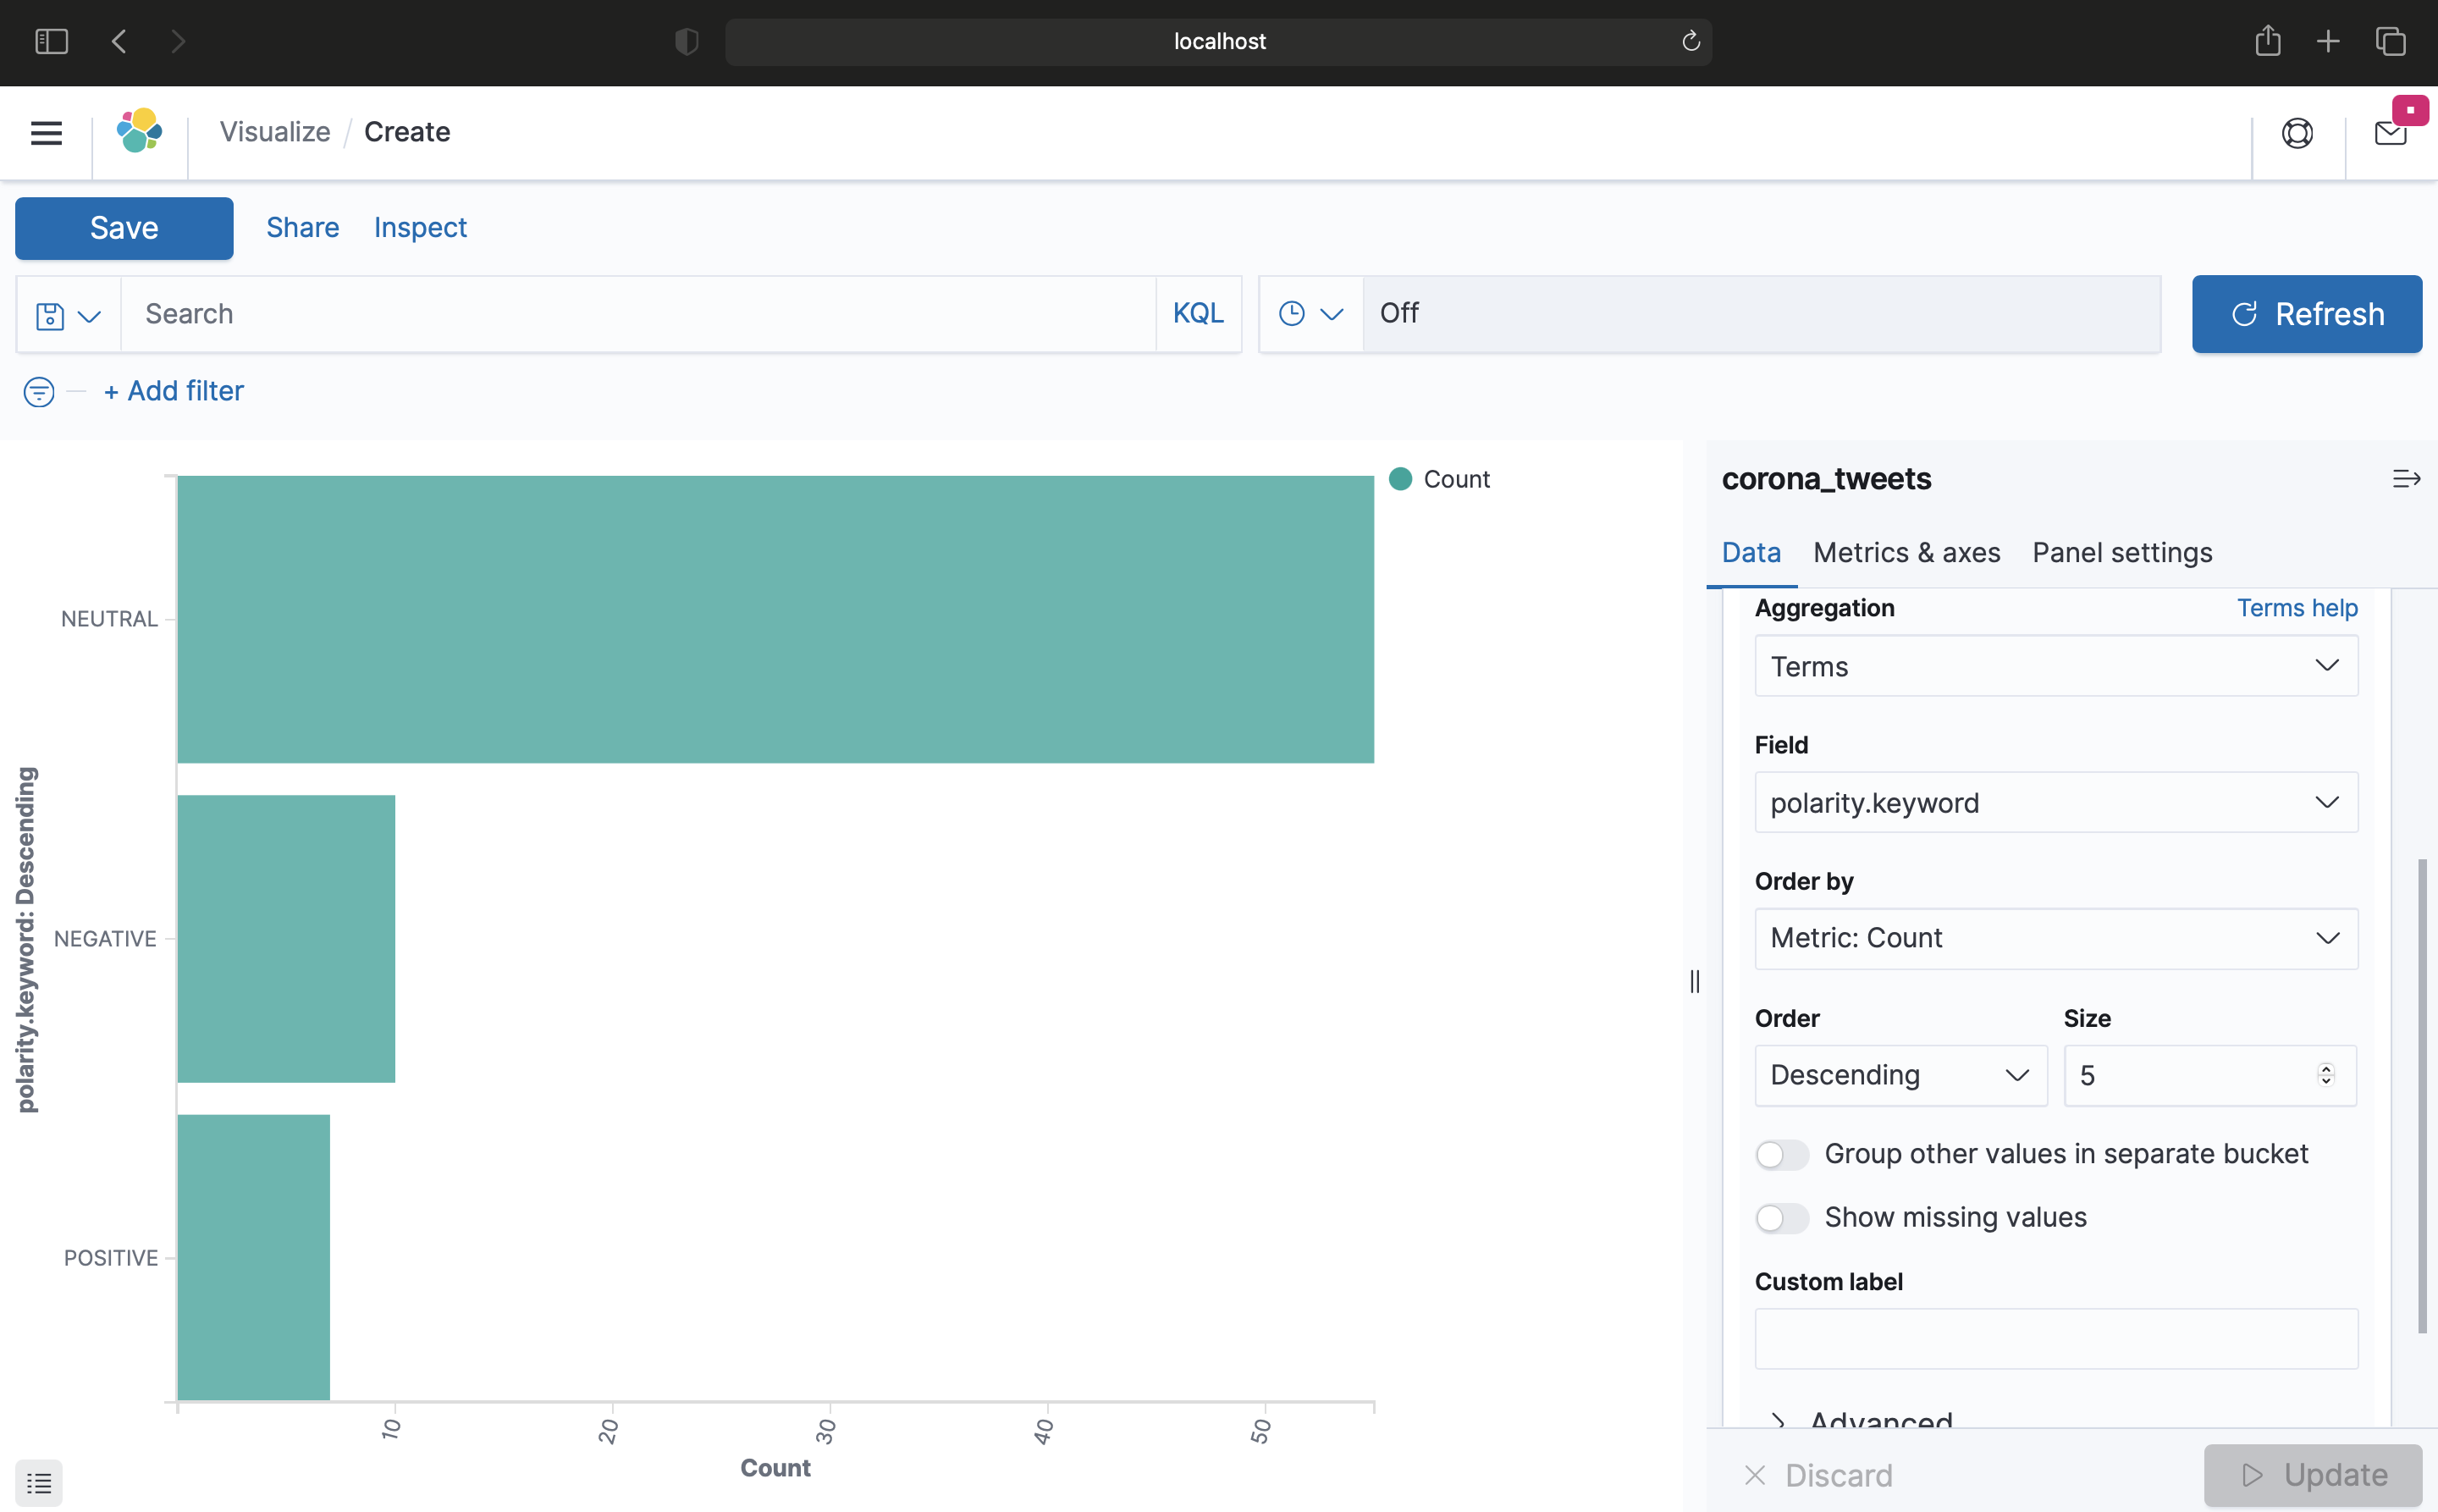 localhost
Visualize / Create
Save Share Inspect
Search KQL Off Refresh
+ Add filter
Count
NEUTRAL
NEGATIVE
POSITIVE
polarity.keyword: Descending
10 20 30 40 50
Count
corona_tweets
Data Metrics & axes Panel settings
Aggregation Terms help
Terms
Field
polarity.keyword
Order by
Metric: Count
Order Size
Descending 5
Group other values in separate bucket
Show missing values
Custom label
Advanced
Discard Update